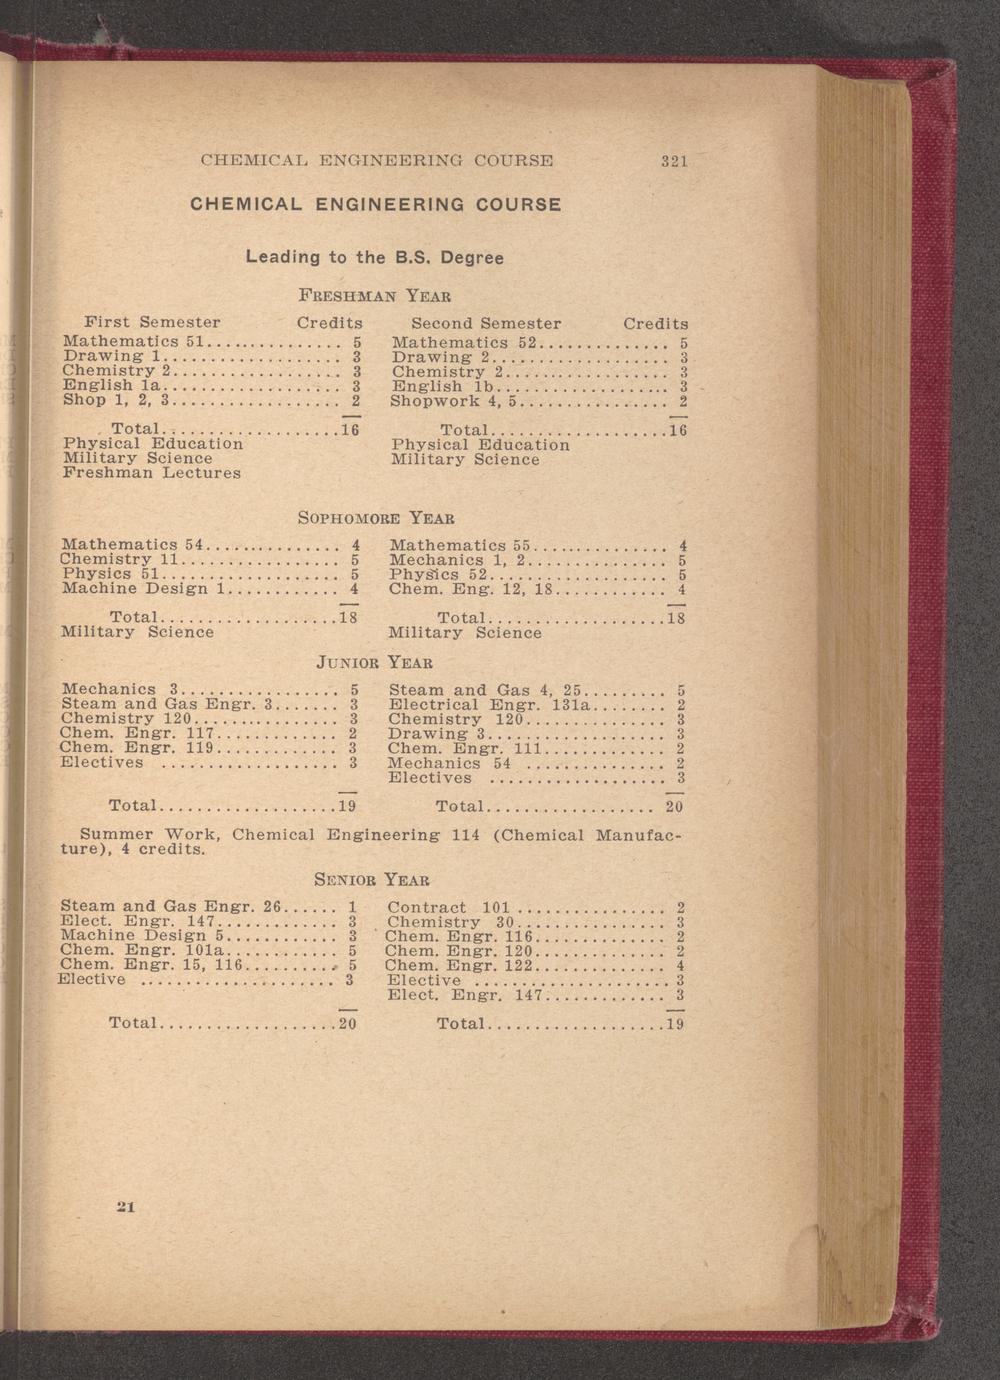 CHEMICAL ENGINEERING COURSE 321
CHEMICAL ENGINEERING COURSE
Leading to the B.S. Degree
FRESHMAN YEAR
First Semester Credits Second Semester Credits
Mathematics 51............... 5 Mathematics 52............. 5
Drawing 1................... 3 Drawing 2................... 3
Chemistry 2................. 3 Chemistry 2................. 3
English 1a................... 3 English 1b................... 3
Shop 1, 2, 3................. 2 Shopwork 4, 5................ 2
Total...................16 Total...................16
Physical Education Physical Education
Military Science Military Science
Freshman Lectures
SOPHOMORE YEAR
Mathematics 54.............. 4 Mathematics 55.............. 4
Chemistry 11................. 5 Mechanics 1, 2.............. 5
Physics 51................... 5 Physics 52................... 5
Machine Design 1............ 4 Chem. Eng. 12, 18............ 4
Total...................18 Total...................18
Military Science Military Science
JUNIOR YEAR
Mechanics 3................. 5 Steam and Gas 4, 25......... 5
Steam and Gas Engr. 3....... 3 Electrical Engr. 131a........ 2
Chemistry 120............... 3 Chemistry 120............... 3
Chem. Engr. 117............. 2 Drawing 3................... 3
Chem. Engr. 119............. 3 Chem. Engr. 111............. 2
Electives ................... 3 Mechanics 54 ............... 2
Electives ................... 3
Total...................19 Total.................. 20
Summer Work, Chemical Engineering 114 (Chemical Manufac-
ture), 4 credits.
SENIOR YEAR
Steam and Gas Engr. 26...... 1 Contract 101 ................ 2
Elect. Engr. 147............. 3 Chemistry 30................ 3
Machine Design 5............ 3 Chem. Engr. 116.............. 2
Chem. Engr. 101a............ 5 Chem. Engr. 120.............. 2
Chem. Engr. 15, 116.......... 5 Chem. Engr. 122.............. 4
Elective ..................... 3 Elective ..................... 3
Elect. Engr. 147............. 3
Total...................20 Total...................19
21